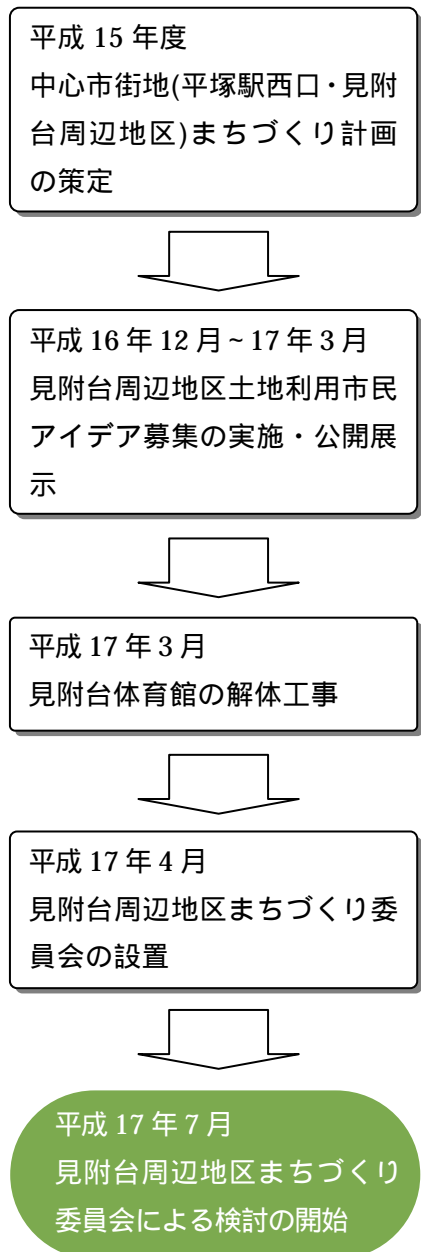 平成 15 年度
中心市街地(平塚駅西口・見附
台周辺地区)まちづくり計画
の策定
平成 16 年 12 月~17 年 3 月
見附台周辺地区土地利用市民
アイデア募集の実施・公開展
示
平成 17 年 3 月
見附台体育館の解体工事
平成 17 年 4 月
見附台周辺地区まちづくり委
員会の設置
平成 17 年 7 月
見附台周辺地区まちづくり
委員会による検討の開始